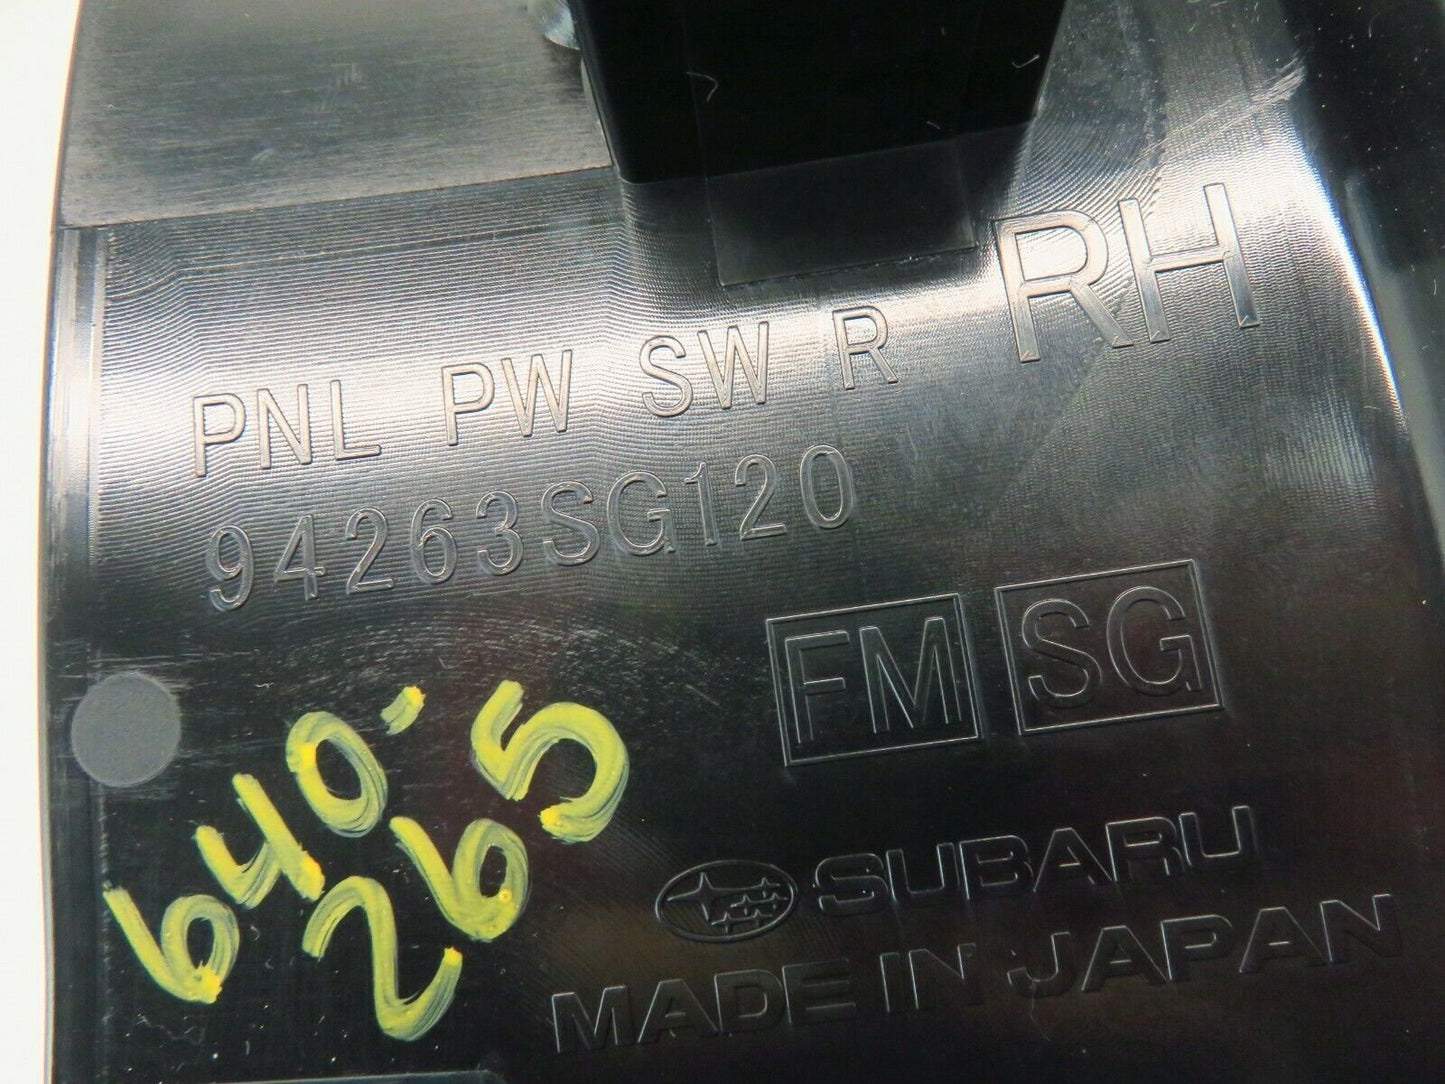 RH
PNL PW SW R
94263SG120
FM SG
640-
265
SUBARU
MADE IN JAPAN